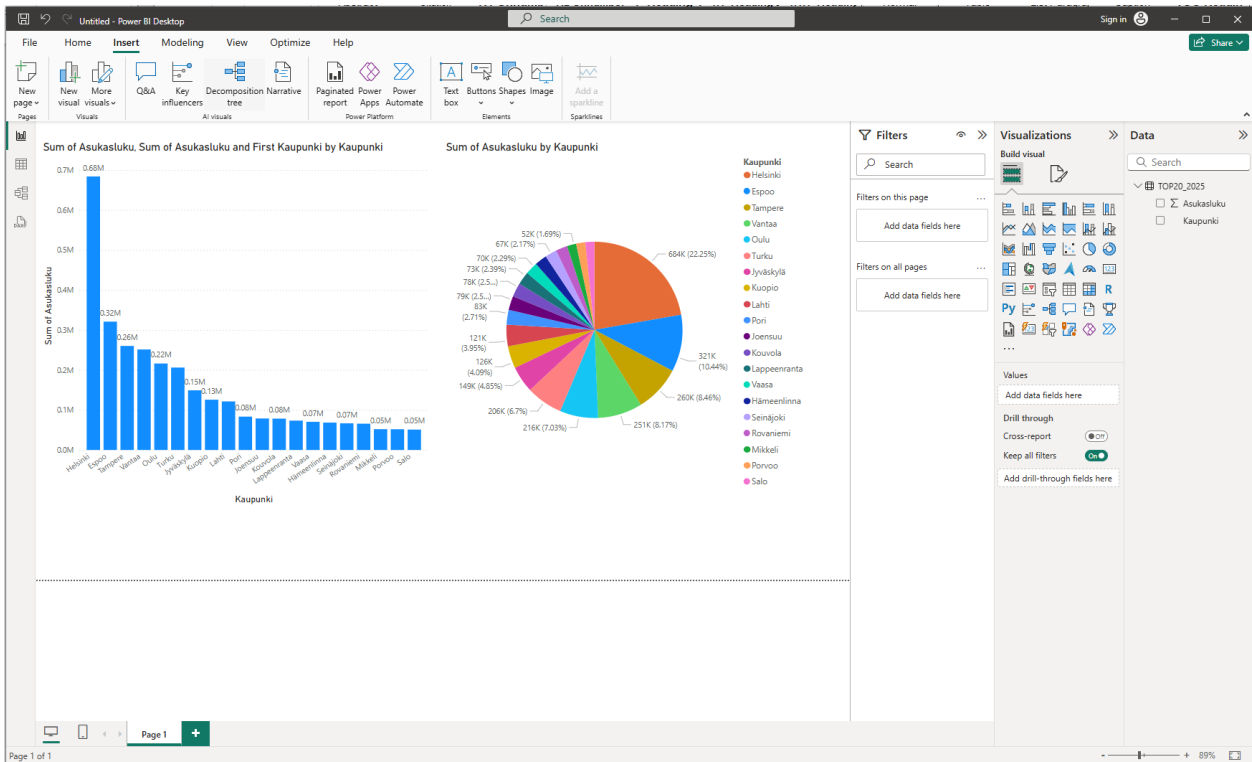 Untitled - Power BI Desktop
Search
Sign in
File Home Insert Modeling View Optimize Help
Share
New page
New visual
More visuals
Q&A
Key influencers
Decomposition tree
Narrative
Paginated report
Power Apps
Power Automate
Text box
Buttons
Shapes
Image
Add a sparkline
Pages
Visuals
AI visuals
Power Platform
Elements
Sparklines
Sum of Asukasluku, Sum of Asukasluku and First Kaupunki by Kaupunki
Sum of Asukasluku
0.7M
0.6M
0.5M
0.4M
0.3M
0.2M
0.1M
0.0M
0.68M
0.32M
0.26M
0.22M
0.15M
0.13M
0.08M
0.08M
0.07M
0.07M
0.05M
0.05M
Helsinki
Espoo
Tampere
Vantaa
Oulu
Turku
Jyväskylä
Kuopio
Lahti
Pori
Joensuu
Kouvola
Lappeenranta
Vaasa
Hämeenlinna
Seinäjoki
Rovaniemi
Mikkeli
Porvoo
Salo
Kaupunki
Sum of Asukasluku by Kaupunki
684K (22.25%)
321K
(10.44%)
260K (8.46%)
251K (8.17%)
216K (7.03%)
206K (6.7%)
149K (4.85%)
126K
(4.09%)
121K
(3.95%)
83K
(2.71%)
79K (2.5...)
78K (2.5...)
73K (2.39%)
70K (2.29%)
67K (2.17%)
52K (1.69%)
Kaupunki
Helsinki
Espoo
Tampere
Vantaa
Oulu
Turku
Jyväskylä
Kuopio
Lahti
Pori
Joensuu
Kouvola
Lappeenranta
Vaasa
Hämeenlinna
Seinäjoki
Rovaniemi
Mikkeli
Porvoo
Salo
Filters
Search
Filters on this page ...
Add data fields here
Filters on all pages ...
Add data fields here
Visualizations
Build visual
123
R
Py
...
Values
Add data fields here
Drill through
Cross-report Off
Keep all filters On
Add drill-through fields here
Data
Search
TOP20_2025
∑ Asukasluku
Kaupunki
Page 1
+
Page 1 of 1
- + 89%